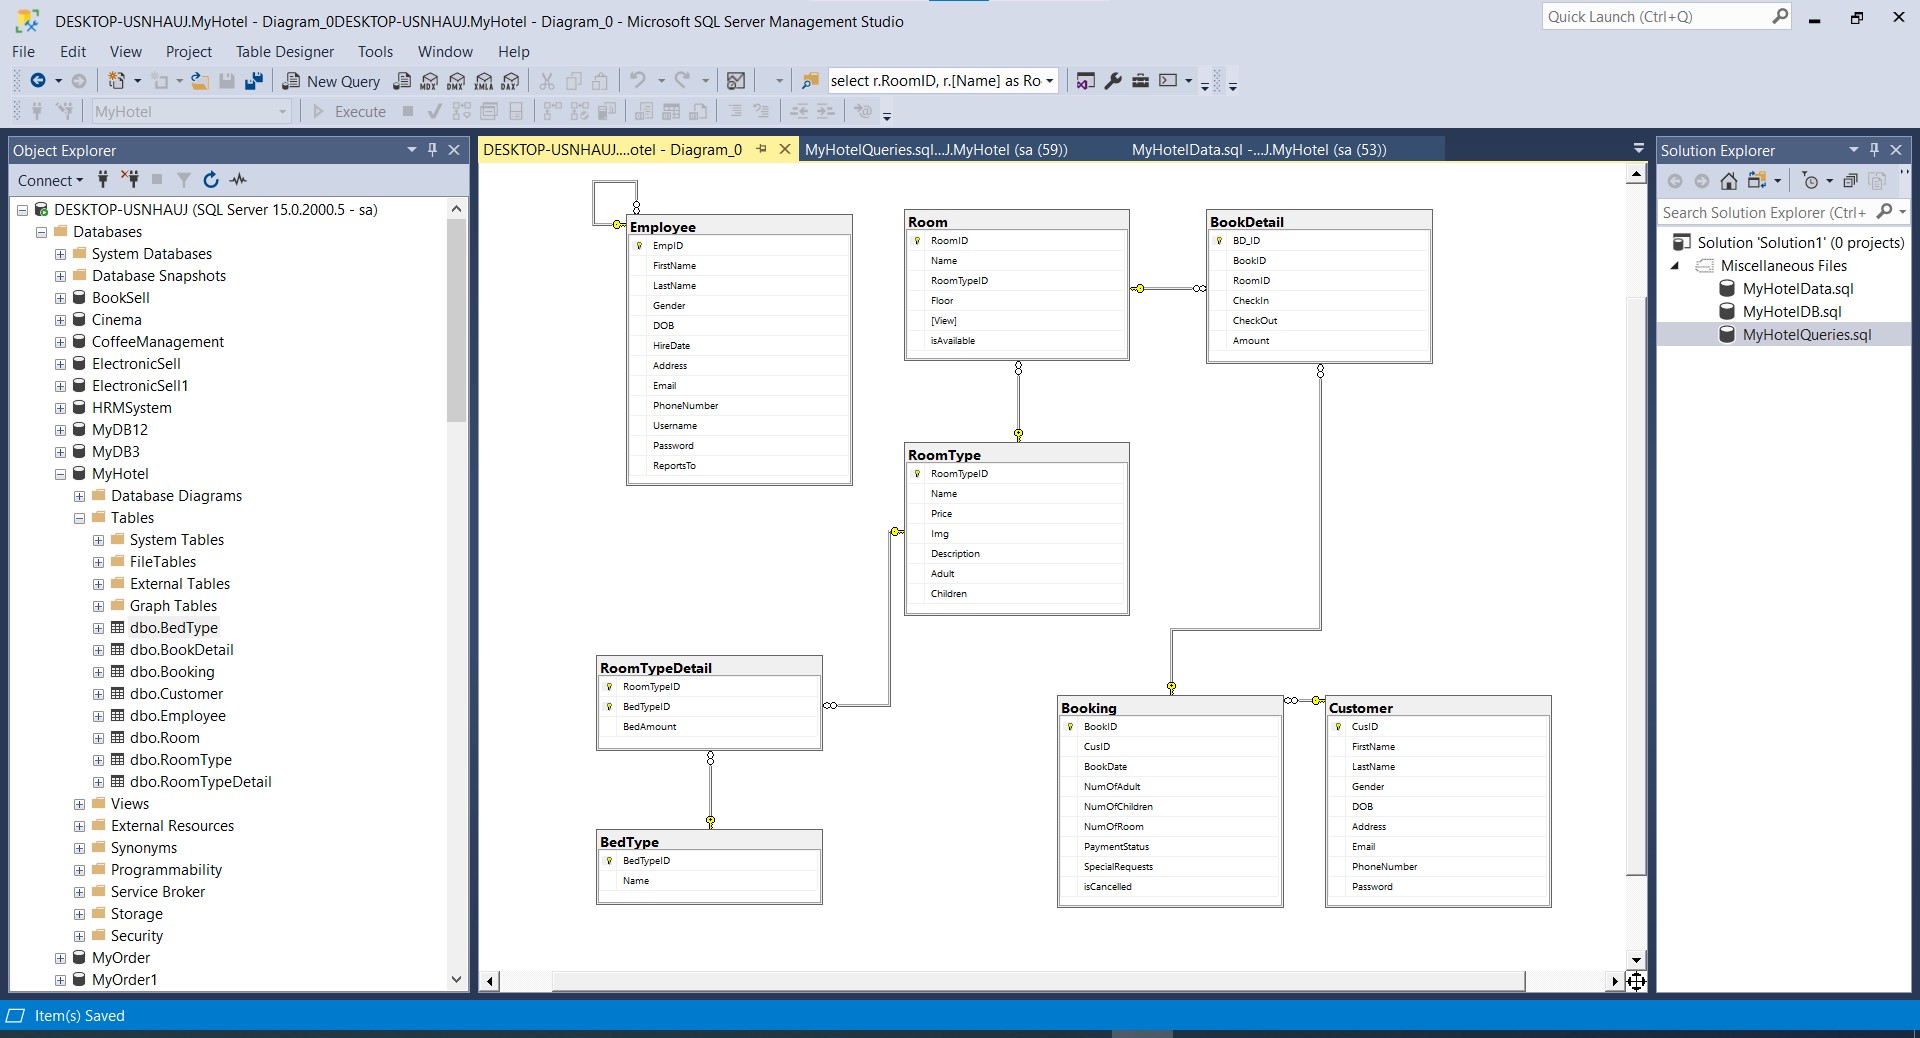 DESKTOP-USNHAUJ.MyHotel - Diagram_0DESKTOP-USNHAUJ.MyHotel - Diagram_0 - Microsoft SQL Server Management Studio
Quick Launch (Ctrl+Q)
File Edit View Project Table Designer Tools Window Help
New Query MDX DMX XMLA DAX select r.RoomID, r.[Name] as Ro
MyHotel Execute
Object Explorer
Connect
DESKTOP-USNHAUJ (SQL Server 15.0.2000.5 - sa)
Databases
System Databases
Database Snapshots
BookSell
Cinema
CoffeeManagement
ElectronicSell
ElectronicSell1
HRMSystem
MyDB12
MyDB3
MyHotel
Database Diagrams
Tables
System Tables
FileTables
External Tables
Graph Tables
dbo.BedType
dbo.BookDetail
dbo.Booking
dbo.Customer
dbo.Employee
dbo.Room
dbo.RoomType
dbo.RoomTypeDetail
Views
External Resources
Synonyms
Programmability
Service Broker
Storage
Security
MyOrder
MyOrder1
DESKTOP-USNHAUJ....otel - Diagram_0
MyHotelQueries.sql...J.MyHotel (sa (59))
MyHotelData.sql -...J.MyHotel (sa (53))
Employee
EmpID
FirstName
LastName
Gender
DOB
HireDate
Address
Email
PhoneNumber
Username
Password
ReportsTo
Room
RoomID
Name
RoomTypeID
Floor
[View]
isAvailable
BookDetail
BD_ID
BookID
RoomID
CheckIn
CheckOut
Amount
RoomType
RoomTypeID
Name
Price
Img
Description
Adult
Children
RoomTypeDetail
RoomTypeID
BedTypeID
BedAmount
BedType
BedTypeID
Name
Booking
BookID
CusID
BookDate
NumOfAdult
NumOfChildren
NumOfRoom
PaymentStatus
SpecialRequests
isCancelled
Customer
CusID
FirstName
LastName
Gender
DOB
Address
Email
PhoneNumber
Password
Solution Explorer
Search Solution Explorer (Ctrl+
Solution 'Solution1' (0 projects)
Miscellaneous Files
MyHotelData.sql
MyHotelDB.sql
MyHotelQueries.sql
Item(s) Saved